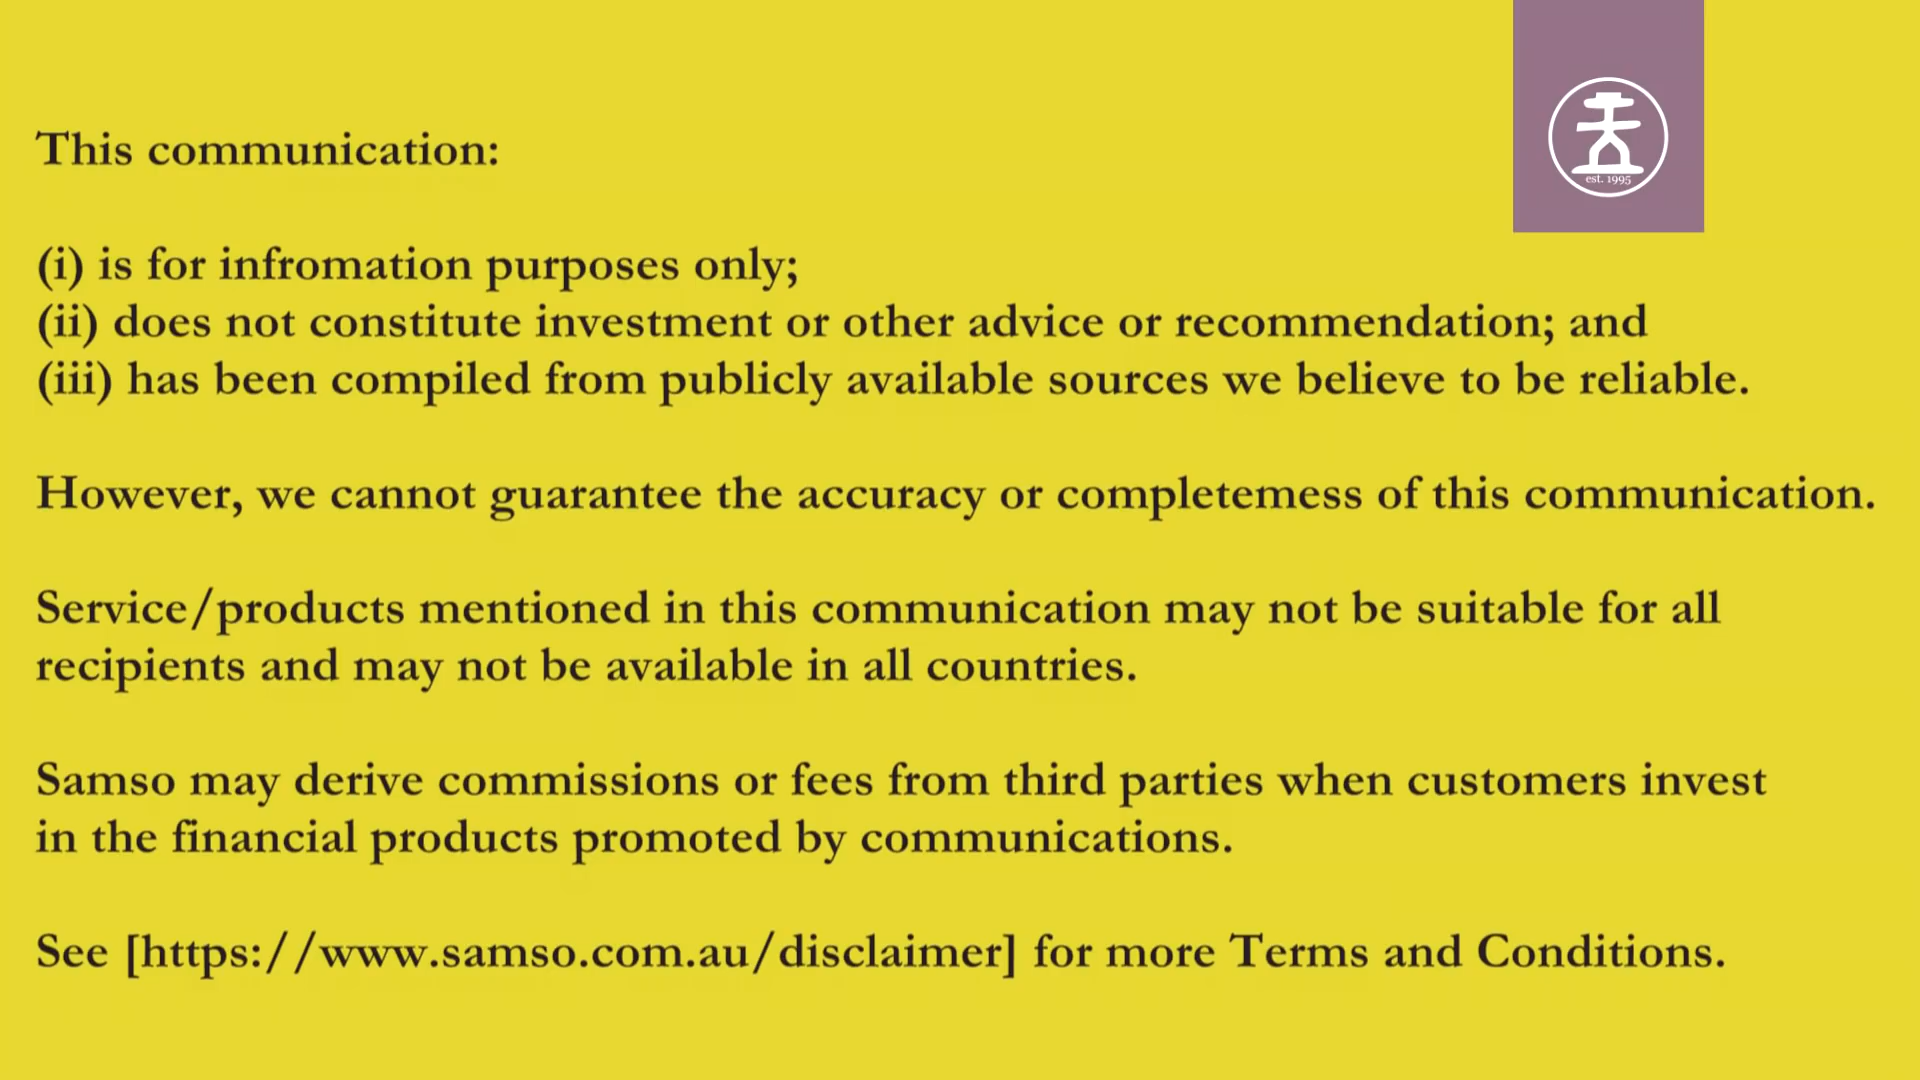 est. 1995
This communication:
(i) is for infromation purposes only;
(ii) does not constitute investment or other advice or recommendation; and
(iii) has been compiled from publicly available sources we believe to be reliable.
However, we cannot guarantee the accuracy or completemess of this communication.
Service/products mentioned in this communication may not be suitable for all
recipients and may not be available in all countries.
Samso may derive commissions or fees from third parties when customers invest
in the financial products promoted by communications.
See [https://www.samso.com.au/disclaimer] for more Terms and Conditions.